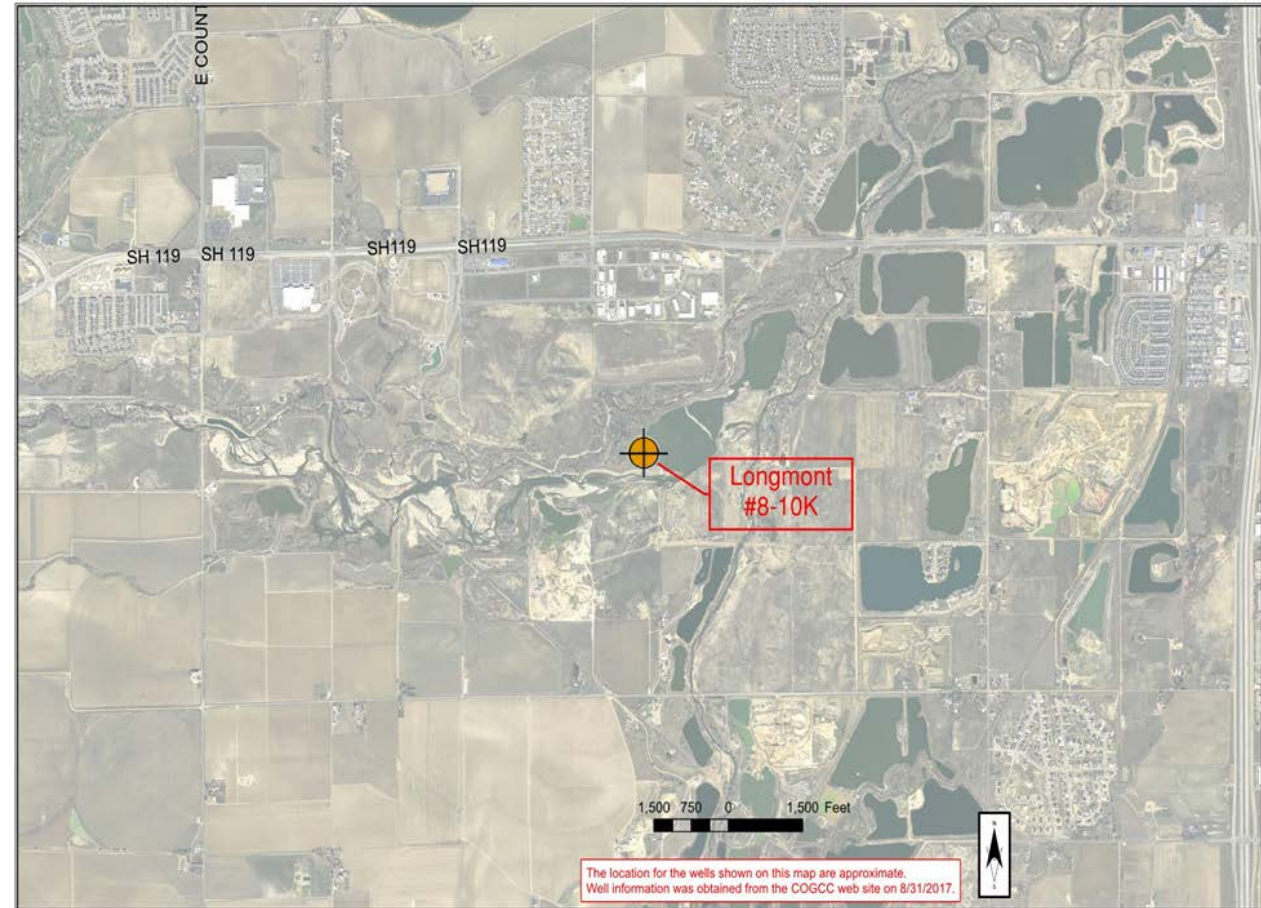 E COUNT
SH 119
SH 119
SH119
SH119
Longmont
#8-10K
1,500 750 0 1,500 Feet
N
S
The location for the wells shown on this map are approximate.
Well information was obtained from the COGCC web site on 8/31/2017.